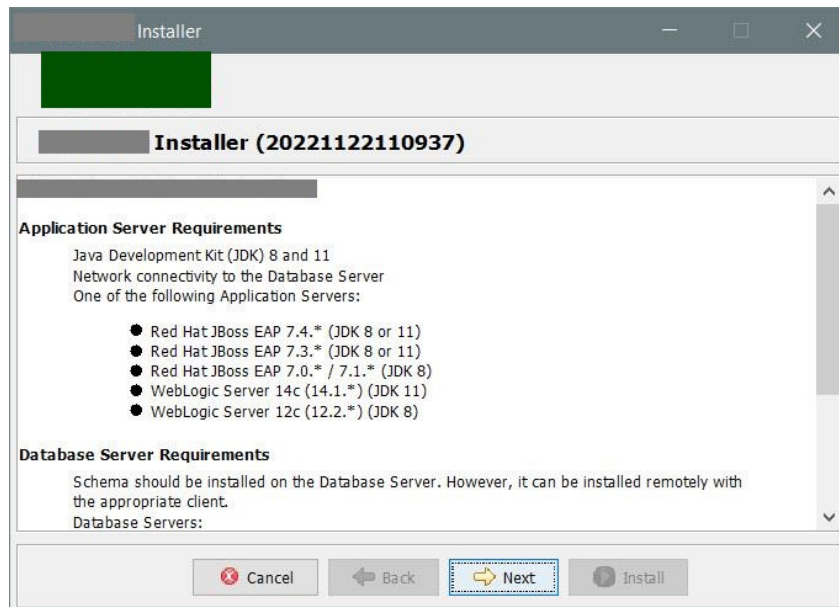 Installer
Installer (20221122110937)
Application Server Requirements
Java Development Kit (JDK) 8 and 11
Network connectivity to the Database Server
One of the following Application Servers:
● Red Hat JBoss EAP 7.4.* (JDK 8 or 11)
● Red Hat JBoss EAP 7.3.* (JDK 8 or 11)
● Red Hat JBoss EAP 7.0.* / 7.1.* (JDK 8)
● WebLogic Server 14c (14.1.*) (JDK 11)
● WebLogic Server 12c (12.2.*) (JDK 8)
Database Server Requirements
Schema should be installed on the Database Server. However, it can be installed remotely with
the appropriate client.
Database Servers:
Cancel Back Next Install